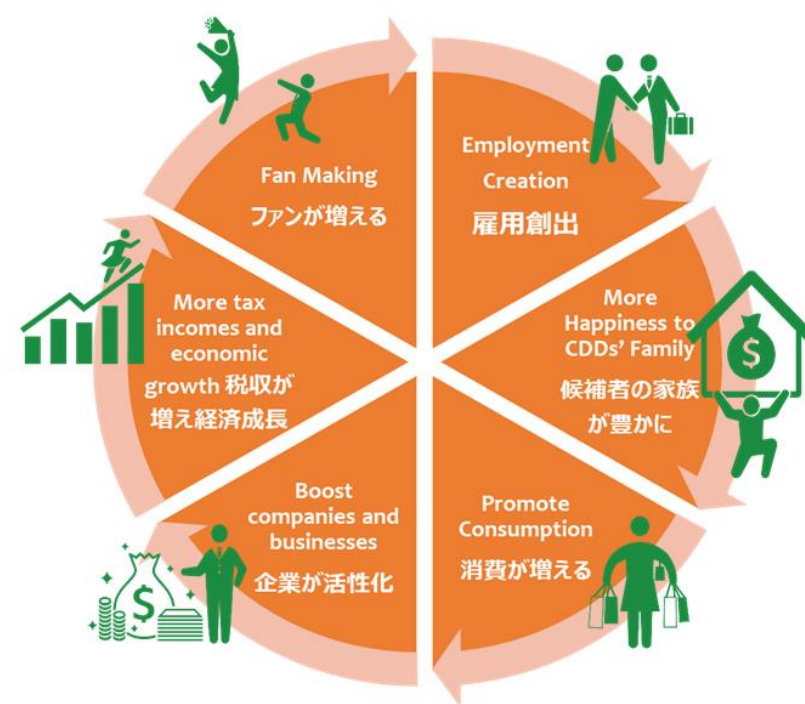 Fan Making
ファンが増える
Employment
Creation
雇用創出
More
Happiness to
CDDs' Family
候補者の家族
が豊かに
Promote
Consumption
消費が増える
Boost
companies and
businesses
企業が活性化
More tax
incomes and
economic
growth 税収が
増え経済成長
$
$